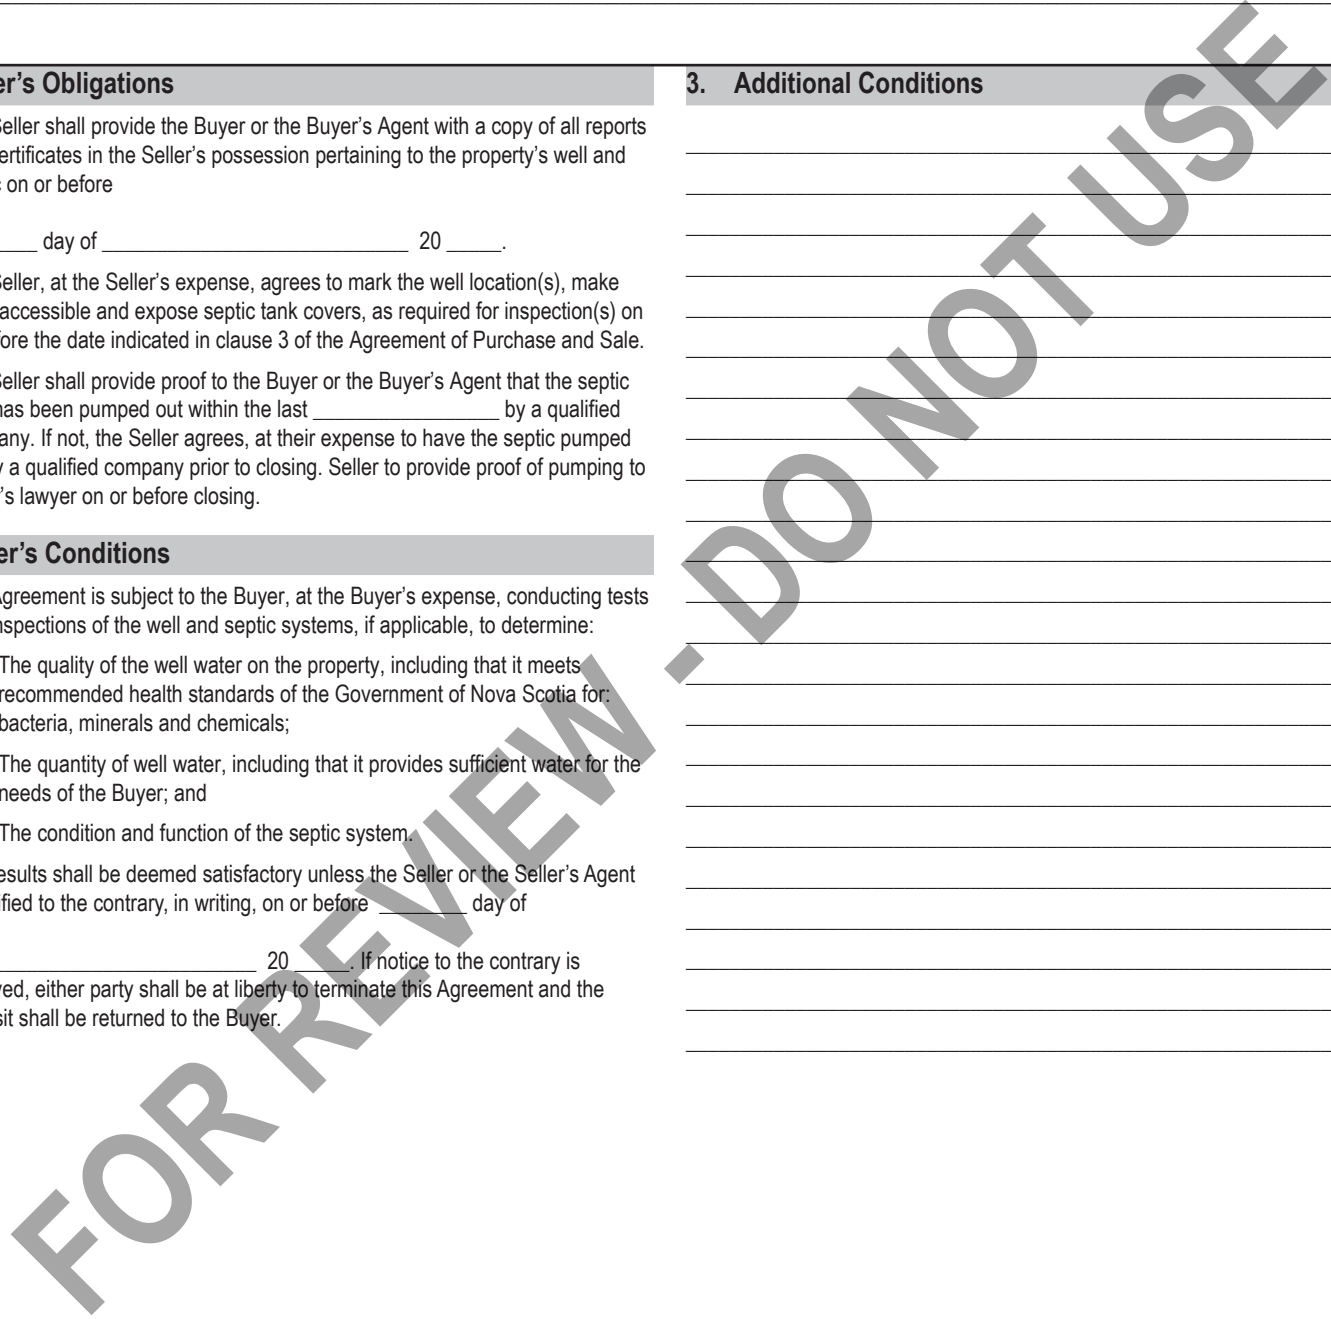 er’s Obligations
Seller shall provide the Buyer or the Buyer’s Agent with a copy of all reports
ertificates in the Seller’s possession pertaining to the property’s well and
c on or before
____ day of _________________________ 20 _____.
Seller, at the Seller’s expense, agrees to mark the well location(s), make
accessible and expose septic tank covers, as required for inspection(s) on
fore the date indicated in clause 3 of the Agreement of Purchase and Sale.
Seller shall provide proof to the Buyer or the Buyer’s Agent that the septic
has been pumped out within the last _______________ by a qualified
any. If not, the Seller agrees, at their expense to have the septic pumped
y a qualified company prior to closing. Seller to provide proof of pumping to
’s lawyer on or before closing.
er’s Conditions
Agreement is subject to the Buyer, at the Buyer’s expense, conducting tests
nspections of the well and septic systems, if applicable, to determine:
The quality of the well water on the property, including that it meets
recommended health standards of the Government of Nova Scotia for:
bacteria, minerals and chemicals;
The quantity of well water, including that it provides sufficient water for the
needs of the Buyer; and
The condition and function of the septic system.
esults shall be deemed satisfactory unless the Seller or the Seller’s Agent
ified to the contrary, in writing, on or before _______ day of
_____________________ 20 _____. If notice to the contrary is
ved, either party shall be at liberty to terminate this Agreement and the
sit shall be returned to the Buyer.
3. Additional Conditions
FOR REVIEW - DO NOT USE